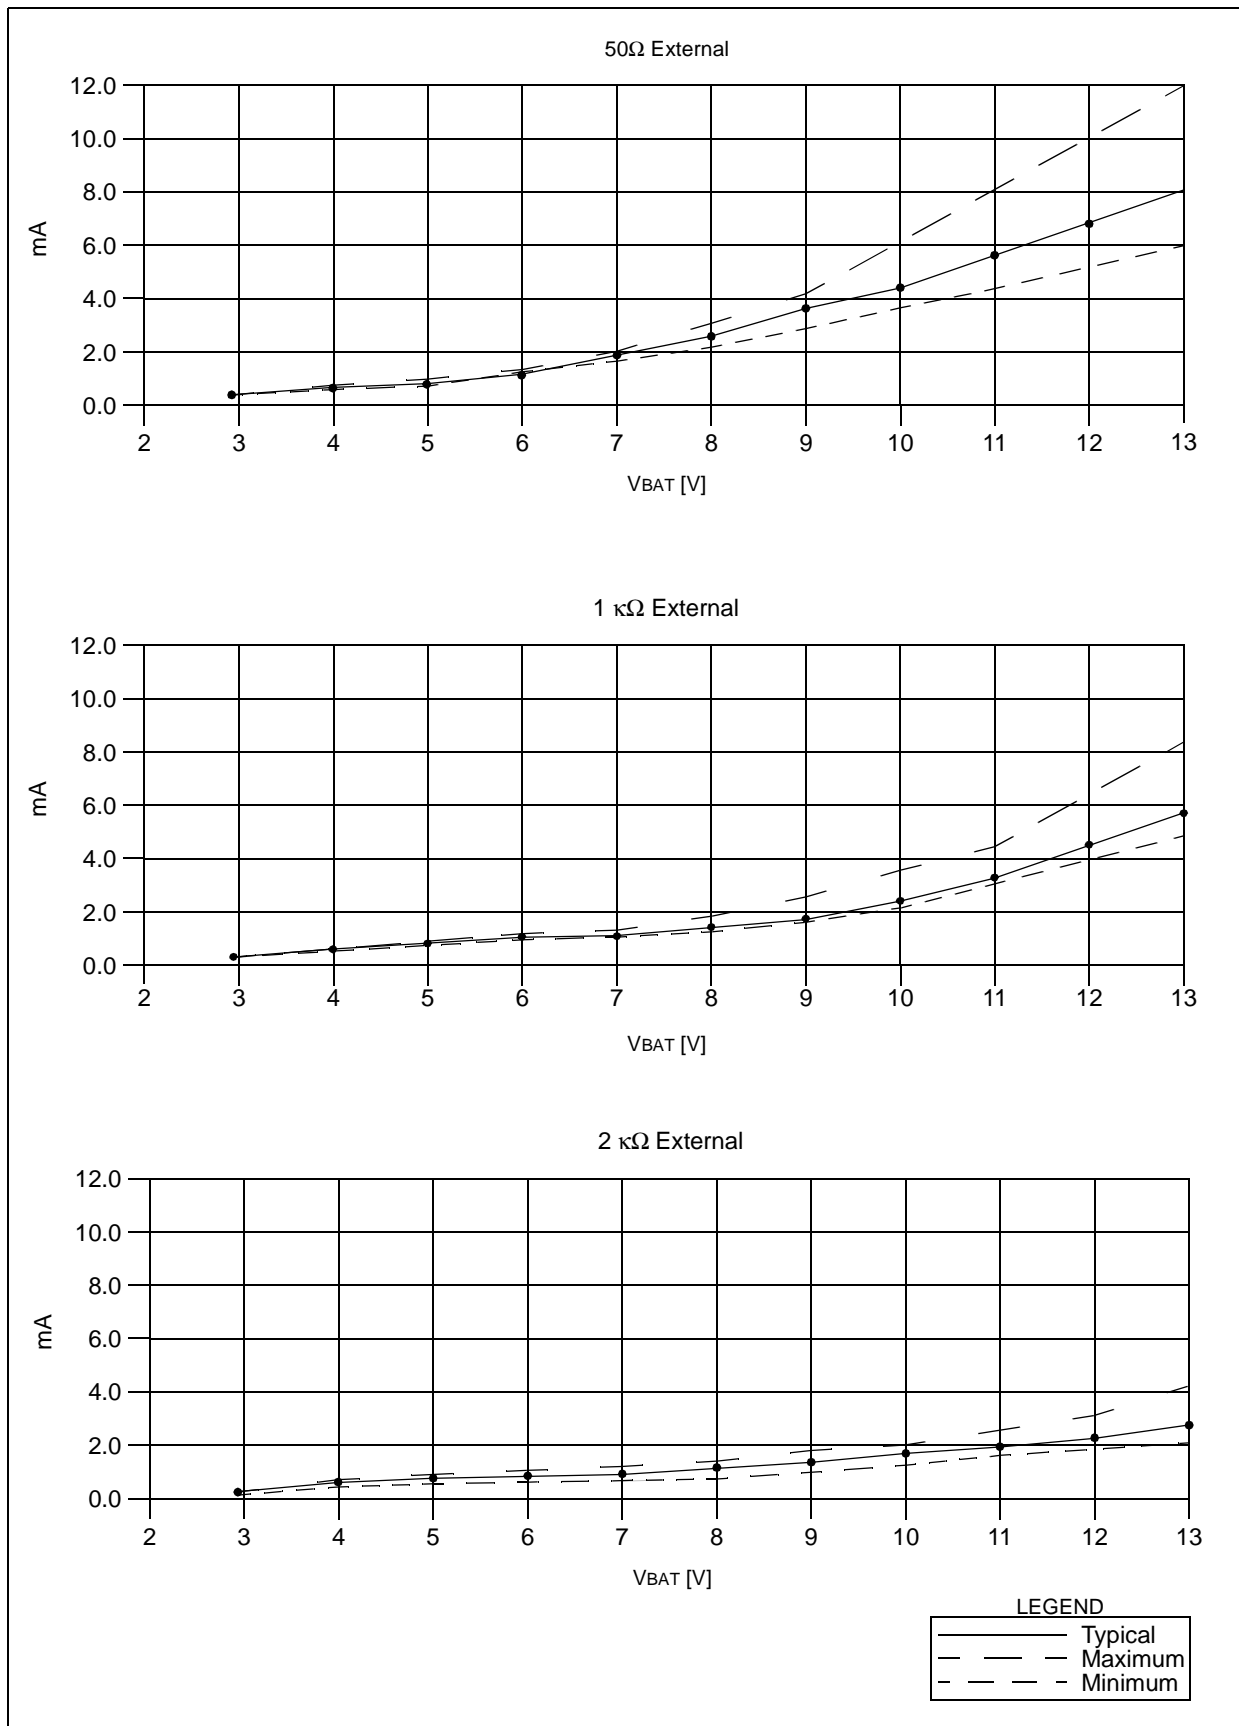 50Ω External
12.0
10.0
8.0
6.0
4.0
2.0
0.0
mA
2 3 4 5 6 7 8 9 10 11 12 13
VBAT [V]
1 κΩ External
12.0
10.0
8.0
6.0
4.0
2.0
0.0
mA
2 3 4 5 6 7 8 9 10 11 12 13
VBAT [V]
2 κΩ External
12.0
10.0
8.0
6.0
4.0
2.0
0.0
mA
2 3 4 5 6 7 8 9 10 11 12 13
VBAT [V]
LEGEND
Typical
Maximum
Minimum